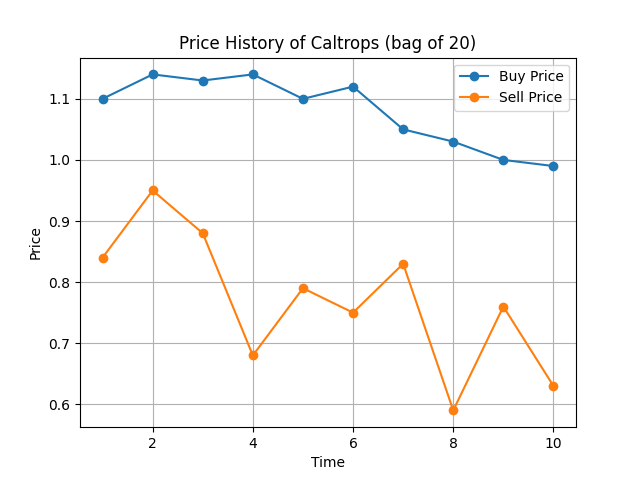 Price History of Caltrops (bag of 20)
Buy Price
Sell Price
Price
1.1
1.0
0.9
0.8
0.7
0.6
2 4 6 8 10
Time